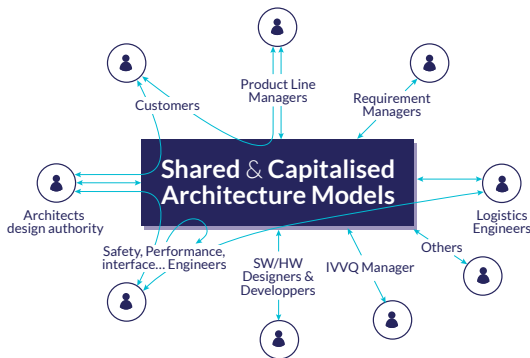 Customers
Product Line
Managers
Requirement
Managers
Shared & Capitalised
Architecture Models
Architects
design authority
Logistics
Engineers
Safety, Performance,
interface... Engineers
SW/HW
Designers &
Developpers
IVVQ Manager
Others